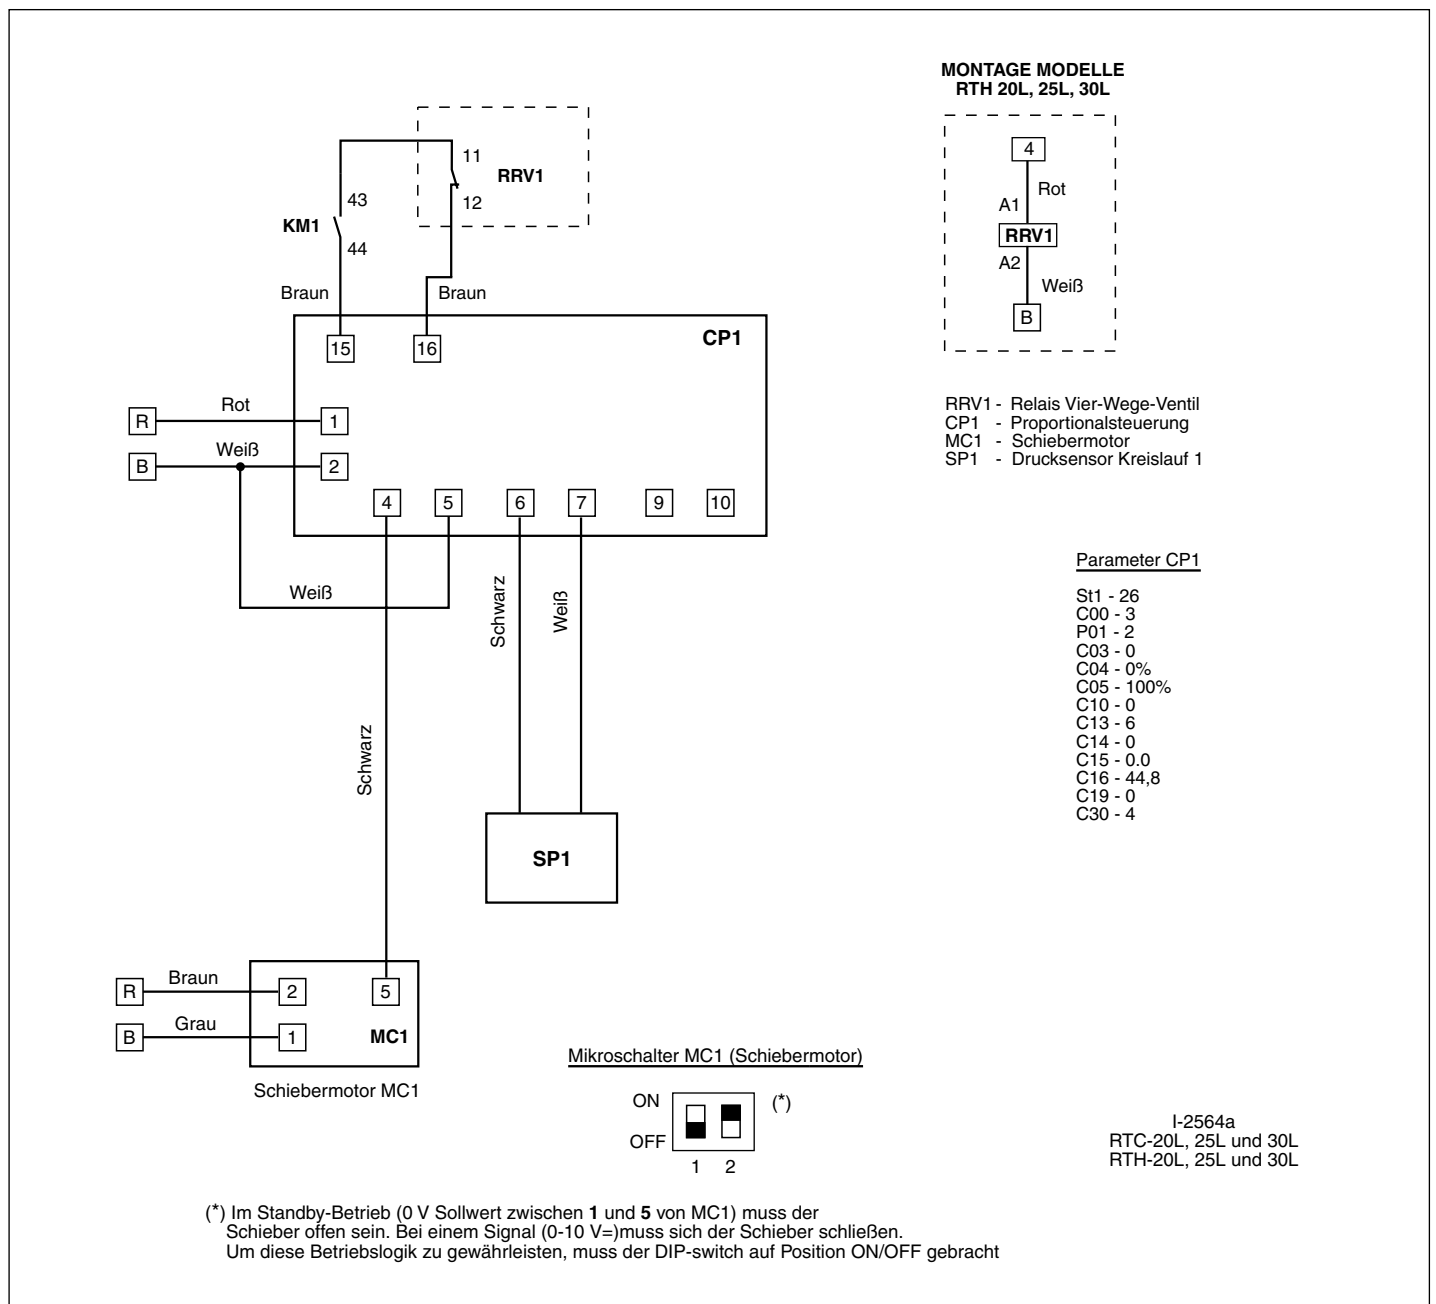 MONTAGE MODELLE
RTH 20L, 25L, 30L
4
Rot
A1
RRV1
A2
Weiß
B
11
RRV1
12
43
KM1
44
Braun
Braun
15
16
CP1
R
Rot
1
B
Weiß
2
4
5
6
7
9
10
Weiß
Schwarz
Weiß
Schwarz
SP1
RRV1 - Relais Vier-Wege-Ventil
CP1 - Proportionalsteuerung
MC1 - Schiebermotor
SP1 - Drucksensor Kreislauf 1
Parameter CP1
St1 - 26
C00 - 3
P01 - 2
C03 - 0
C04 - 0%
C05 - 100%
C10 - 0
C13 - 6
C14 - 0
C15 - 0.0
C16 - 44,8
C19 - 0
C30 - 4
R
Braun
2
5
B
Grau
1
MC1
Schiebermotor MC1
Mikroschalter MC1 (Schiebermotor)
ON
(*)
OFF
1 2
I-2564a
RTC-20L, 25L und 30L
RTH-20L, 25L und 30L
(*) Im Standby-Betrieb (0 V Sollwert zwischen 1 und 5 von MC1) muss der
Schieber offen sein. Bei einem Signal (0-10 V=)muss sich der Schieber schließen.
Um diese Betriebslogik zu gewährleisten, muss der DIP-switch auf Position ON/OFF gebracht